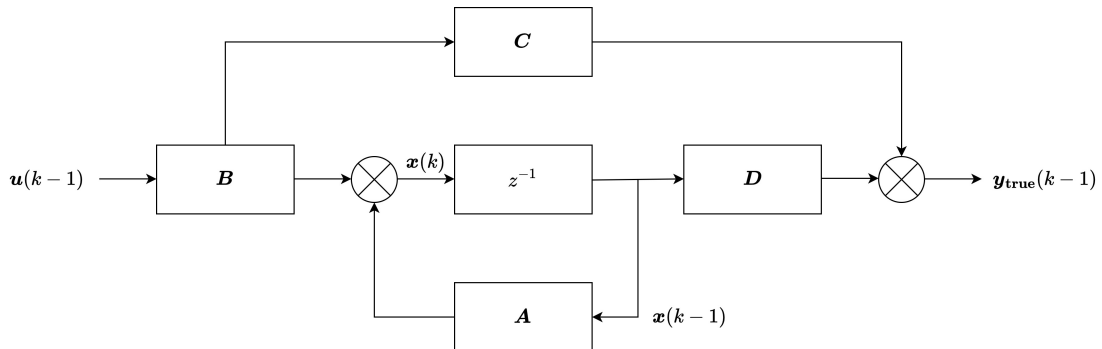 C
x(k)
u(k−1)
B
z⁻¹
D
y_true(k−1)
A
x(k−1)